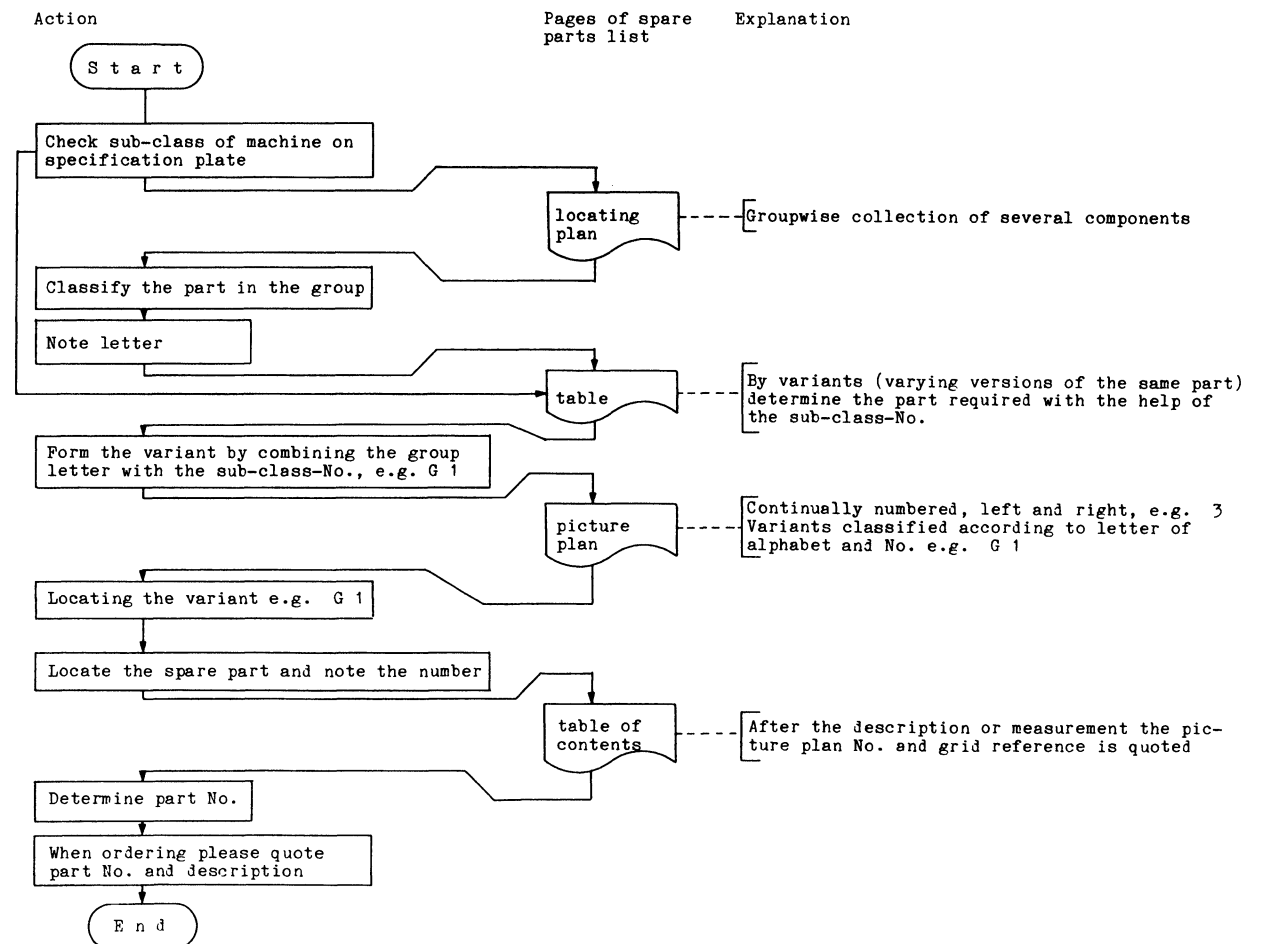 Action
Pages of spare
parts list
Explanation
S t a r t
Check sub-class of machine on
specification plate
locating
plan
Groupwise collection of several components
Classify the part in the group
Note letter
table
By variants (varying versions of the same part)
determine the part required with the help of
the sub-class-No.
Form the variant by combining the group
letter with the sub-class-No., e.g. G 1
picture
plan
Continually numbered, left and right, e.g. 3
Variants classified according to letter of
alphabet and No. e.g. G 1
Locating the variant e.g. G 1
Locate the spare part and note the number
table of
contents
After the description or measurement the pic-
ture plan No. and grid reference is quoted
Determine part No.
When ordering please quote
part No. and description
E n d